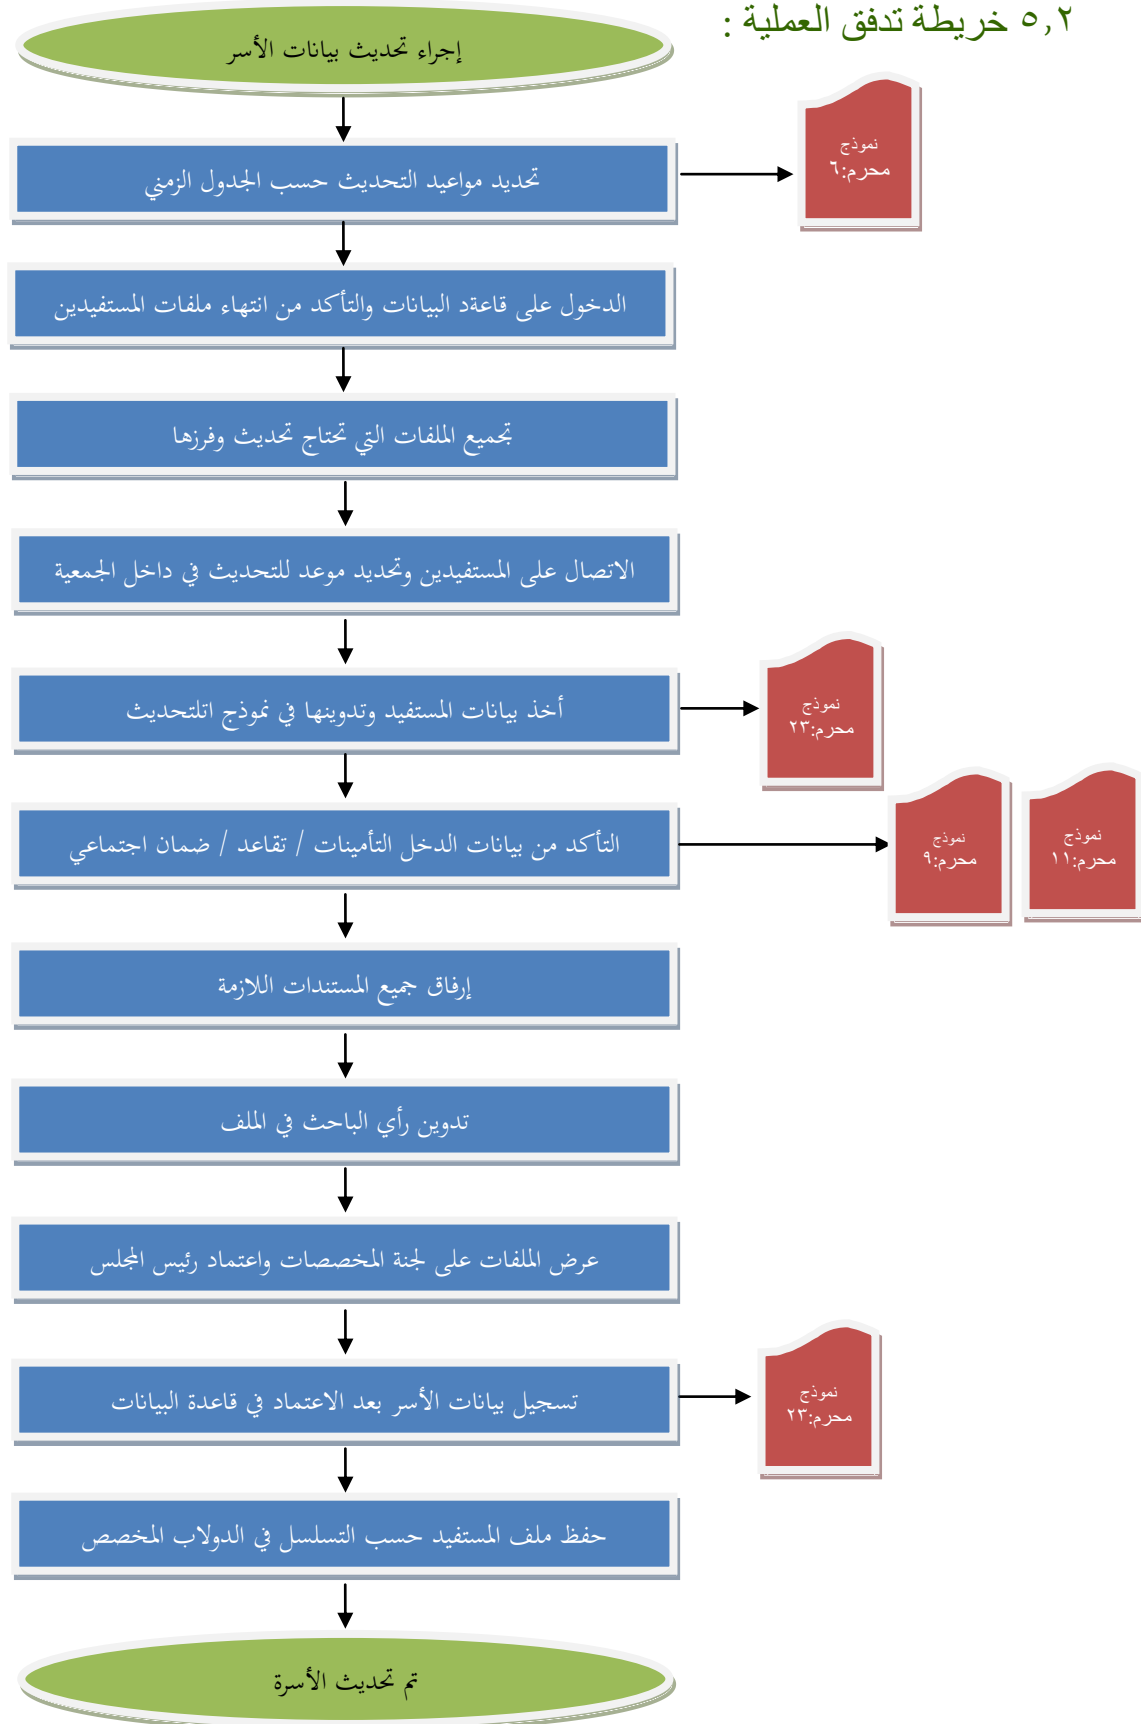 ٥,٢ خريطة تدفق العملية :
إجراء تحديث بيانات الأسر
تحديد مواعيد التحديث حسب الجدول الزمني
نموذج
محرم:٦
الدخول على قاعةد البيانات والتأكد من انتهاء ملفات المستفيدين
تجميع الملفات التي تحتاج تحديث وفرزها
الاتصال على المستفيدين وتحديد موعد للتحديث في داخل الجمعية
أخذ بيانات المستفيد وتدوينها في نموذج اتلتحديث
نموذج
محرم:٢٣
التأكد من بيانات الدخل التأمينات / تقاعد / ضمان اجتماعي
نموذج
محرم:٩
نموذج
محرم:١١
إرفاق جميع المستندات اللازمة
تدوين رأي الباحث في الملف
عرض الملفات على لجنة المخصصات واعتماد رئيس المجلس
تسجيل بيانات الأسر بعد الاعتماد في قاعدة البيانات
نموذج
محرم:٢٣
حفظ ملف المستفيد حسب التسلسل في الدولاب المخصص
تم تحديث الأسرة